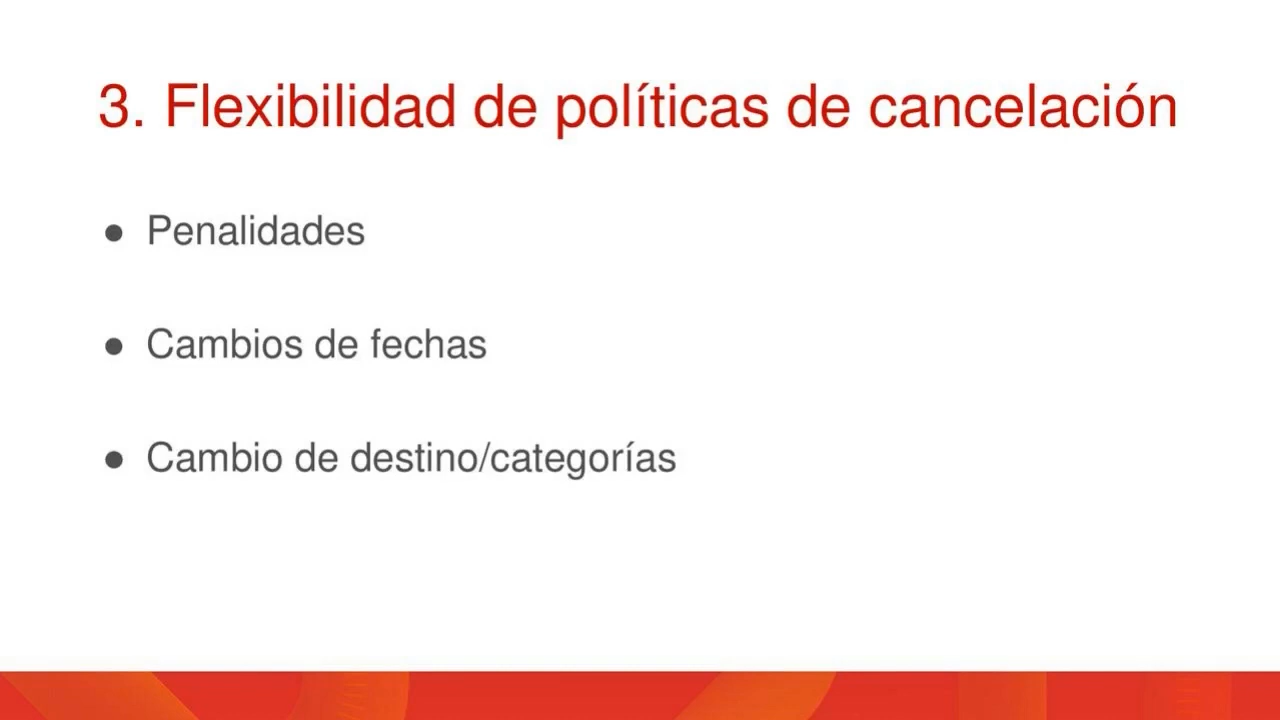 3. Flexibilidad de políticas de cancelación
● Penalidades
● Cambios de fechas
● Cambio de destino/categorías